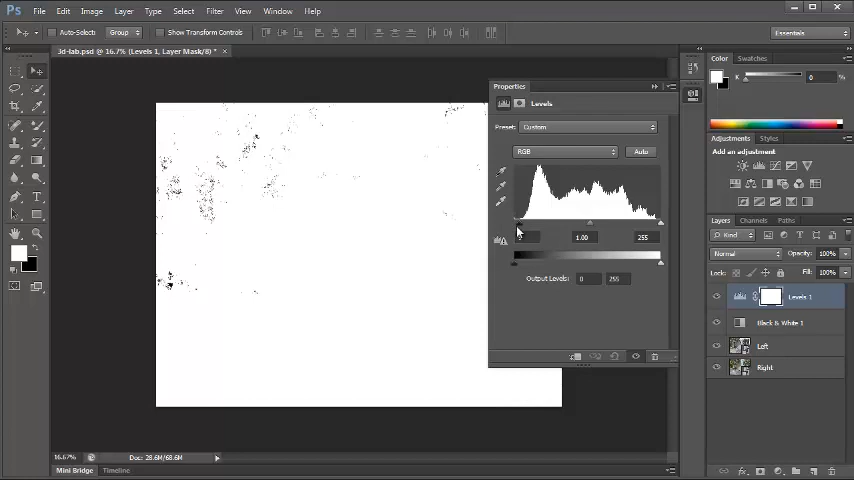 Ps File Edit Image Layer Type Select Filter View Window Help
Auto-Select: Group Show Transform Controls Essentials
3d-lab.psd @ 16.7% (Levels 1, Layer Mask/8) * ×
Color Swatches
K 0 %
Properties
Levels
Preset: Custom
RGB Auto
1.00 255
Output Levels: 0 255
Adjustments Styles
Add an adjustment
Layers Channels Paths
Kind
Normal Opacity: 100%
Lock: Fill: 100%
Levels 1
Black & White 1
Left
Right
fx
16.67% Doc: 28.6M/68.6M
Mini Bridge Timeline